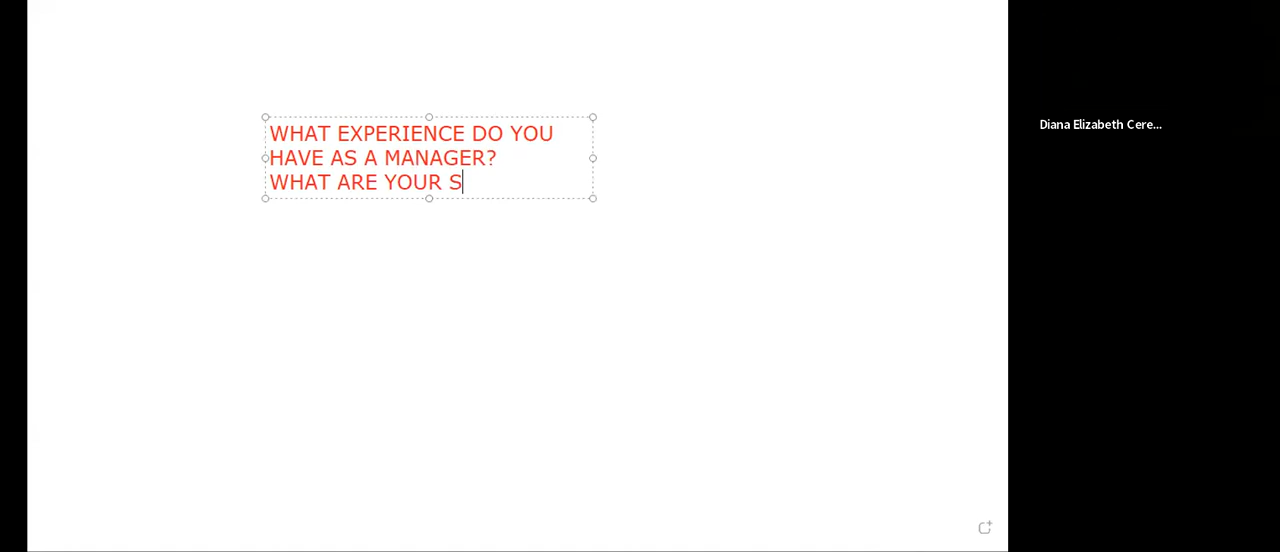 WHAT EXPERIENCE DO YOU
HAVE AS A MANAGER?
WHAT ARE YOUR S
Diana Elizabeth Cere...